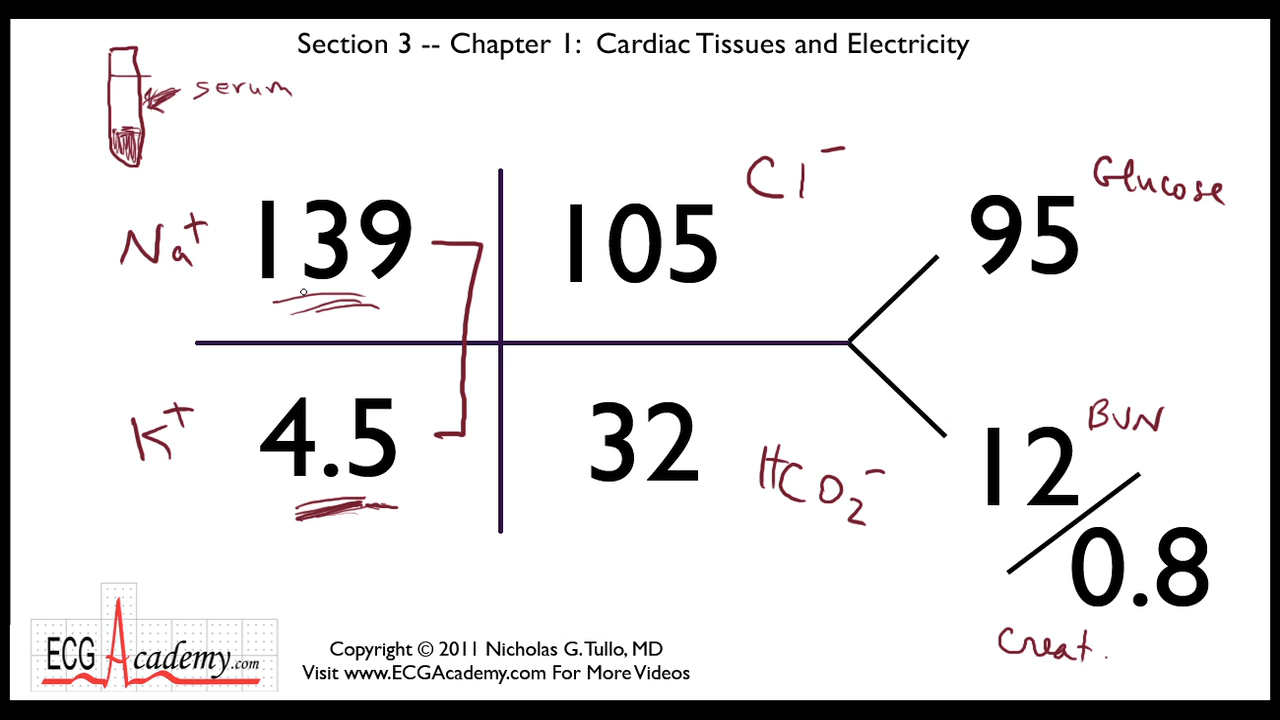 Section 3 -- Chapter 1: Cardiac Tissues and Electricity
serum
Na+ 139
105 Cl−
95 Glucose
K+ 4.5
32 HCO2−
12 BUN
0.8
Creat.
ECG Academy.com
Copyright © 2011 Nicholas G. Tullo, MD
Visit www.ECGAcademy.com For More Videos